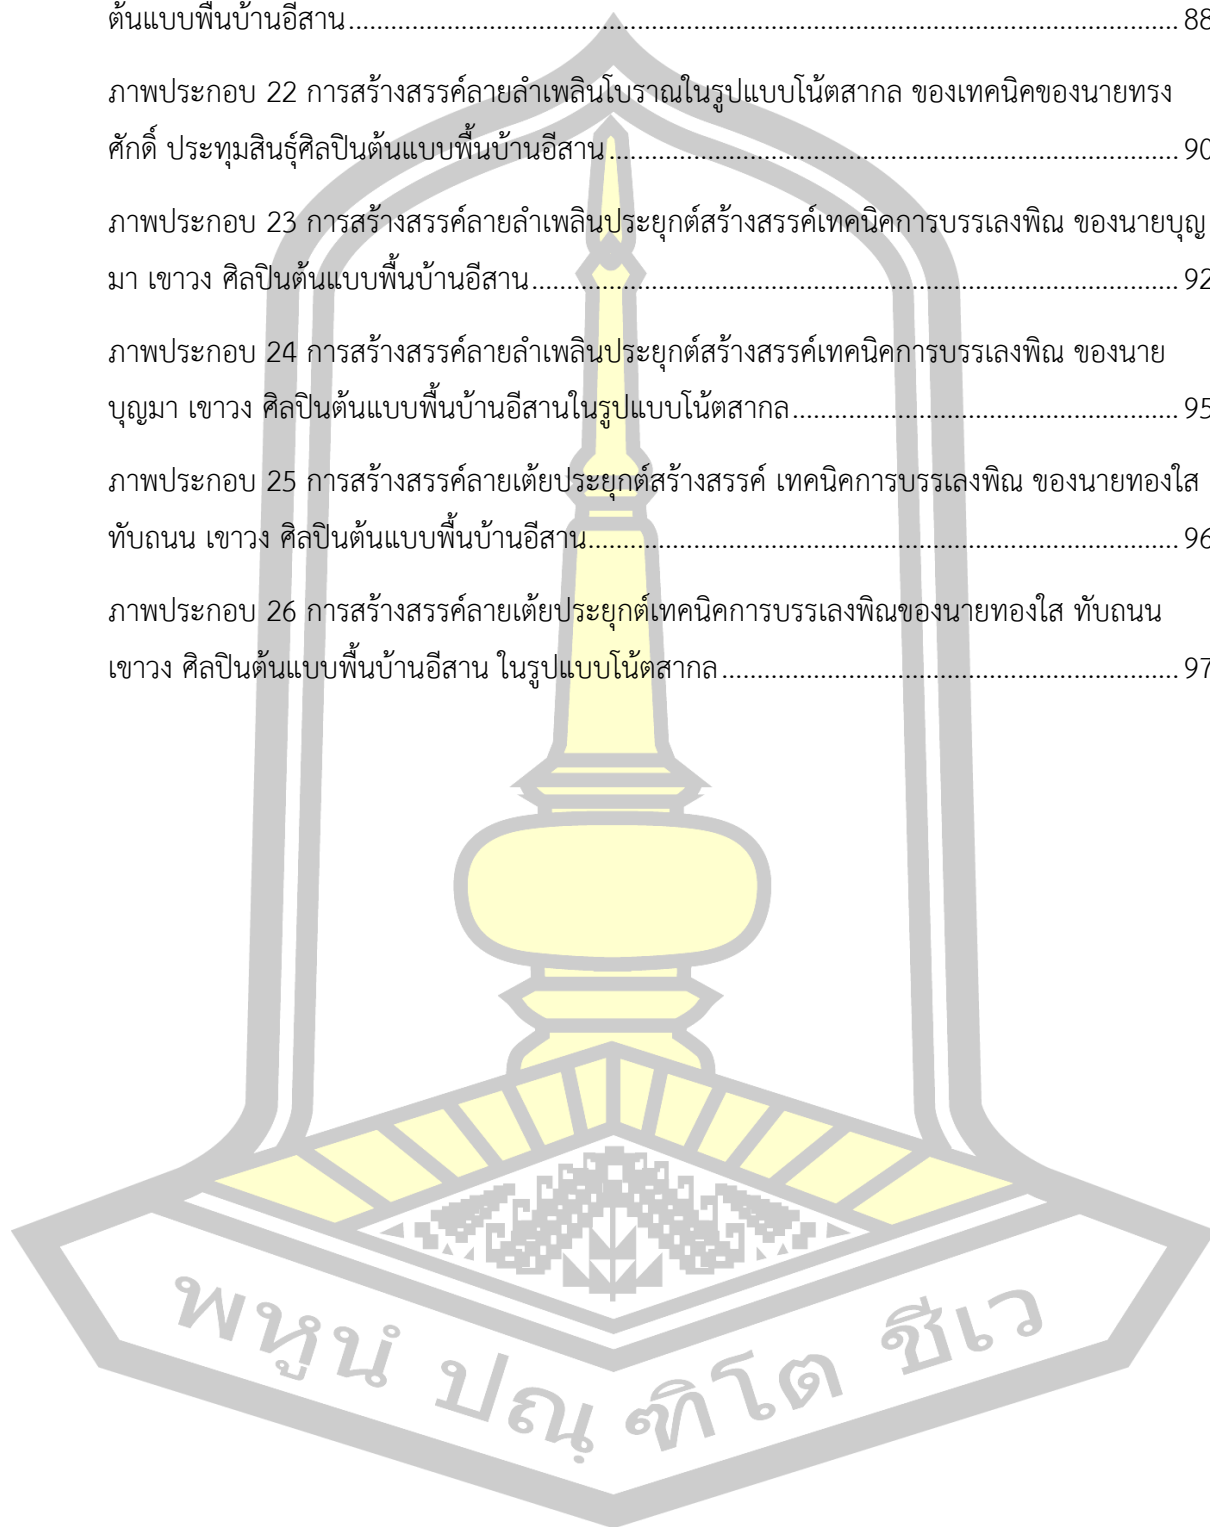 ต้นแบบพื้นบ้านอีสาน........................................................................................................................ 88
ภาพประกอบ 22 การสร้างสรรค์ลายลำเพลินโบราณในรูปแบบโน้ตสากล ของเทคนิคของนายทรง
ศักดิ์ ประทุมสินธุ์ศิลปินต้นแบบพื้นบ้านอีสาน.................................................................................. 90
ภาพประกอบ 23 การสร้างสรรค์ลายลำเพลินประยุกต์สร้างสรรค์เทคนิคการบรรเลงพิณ ของนายบุญ
มา เขาวง ศิลปินต้นแบบพื้นบ้านอีสาน............................................................................................. 92
ภาพประกอบ 24 การสร้างสรรค์ลายลำเพลินประยุกต์สร้างสรรค์เทคนิคการบรรเลงพิณ ของนาย
บุญมา เขาวง ศิลปินต้นแบบพื้นบ้านอีสานในรูปแบบโน้ตสากล........................................................ 95
ภาพประกอบ 25 การสร้างสรรค์ลายเต้ยประยุกต์สร้างสรรค์ เทคนิคการบรรเลงพิณ ของนายทองใส
ทับถนน เขาวง ศิลปินต้นแบบพื้นบ้านอีสาน..................................................................................... 96
ภาพประกอบ 26 การสร้างสรรค์ลายเต้ยประยุกต์เทคนิคการบรรเลงพิณของนายทองใส ทับถนน
เขาวง ศิลปินต้นแบบพื้นบ้านอีสาน ในรูปแบบโน้ตสากล.................................................................. 97
พหูนํ ปณฺ ฑิโต ชีเว